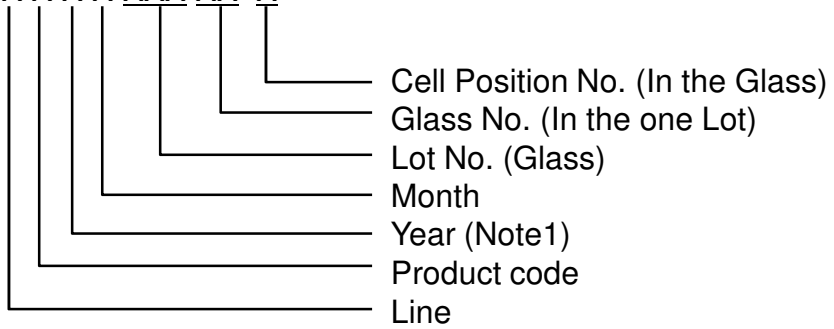 Cell Position No. (In the Glass)
Glass No. (In the one Lot)
Lot No. (Glass)
Month
Year (Note1)
Product code
Line